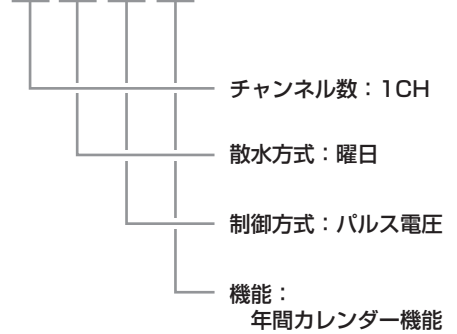 チャンネル数：1CH
散水方式：曜日
制御方式：パルス電圧
機能：
年間カレンダー機能